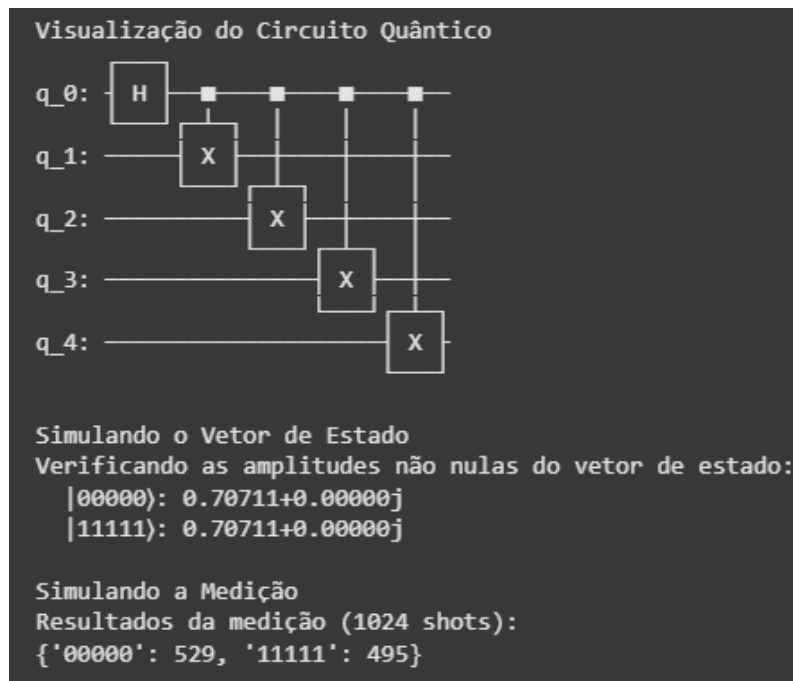 Visualização do Circuito Quântico
q_0: H
q_1: X
q_2: X
q_3: X
q_4: X
Simulando o Vetor de Estado
Verificando as amplitudes não nulas do vetor de estado:
|00000⟩: 0.70711+0.00000j
|11111⟩: 0.70711+0.00000j
Simulando a Medição
Resultados da medição (1024 shots):
{'00000': 529, '11111': 495}